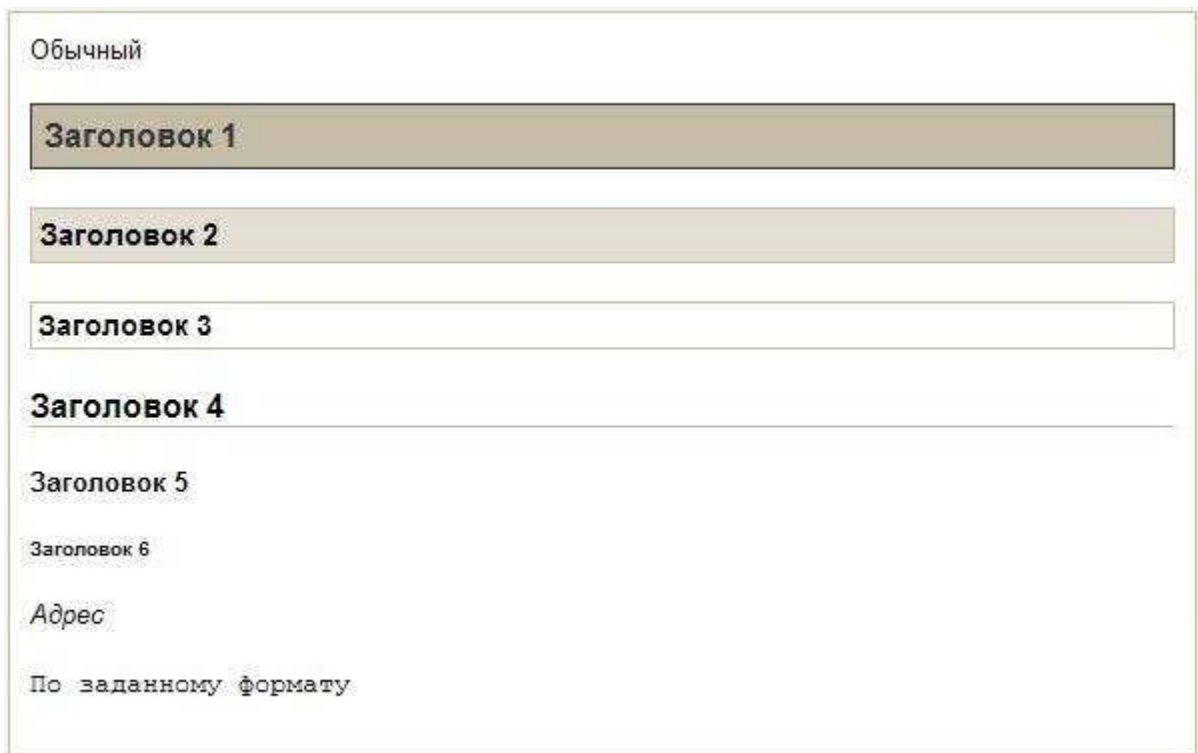 Обычный
Заголовок 1
Заголовок 2
Заголовок 3
Заголовок 4
Заголовок 5
Заголовок 6
Адрес
По заданному формату